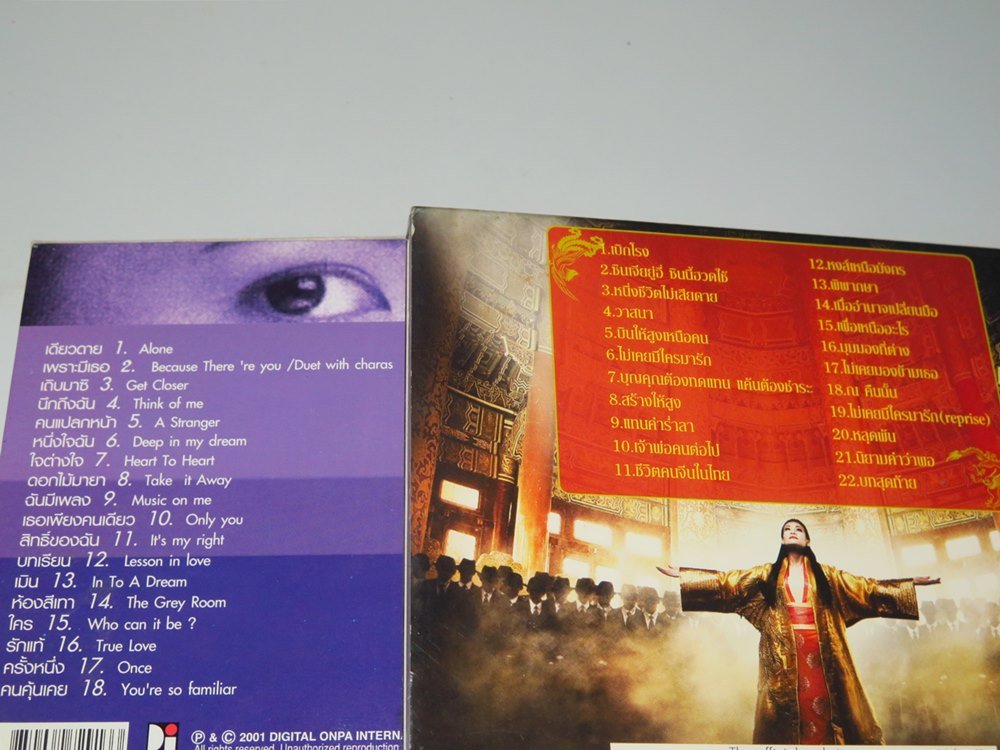 เดียวดาย 1. Alone
เพราะมีเธอ 2. Because There 're you /Duet with charas
เถิบมาซิ 3. Get Closer
นึกถึงฉัน 4. Think of me
คนแปลกหน้า 5. A Stranger
หนึ่งใจฉัน 6. Deep in my dream
ใจต่างใจ 7. Heart To Heart
ดอกไม้มายา 8. Take it Away
ฉันมีเพลง 9. Music on me
เธอเพียงคนเดียว 10. Only you
สิทธิ์ของฉัน 11. It's my right
บทเรียน 12. Lesson in love
เมิน 13. In To A Dream
ห้องสีเทา 14. The Grey Room
ใคร 15. Who can it be ?
รักแท้ 16. True Love
ครั้งหนึ่ง 17. Once
คนคุ้นเคย 18. You're so familiar
Ⓟ & © 2001 DIGITAL ONPA INTERN
All rights reserved. Unauthorized reproduction
1.เบิกโรง
2.ซินเจียยู่อี่ ซินนี้ฮวดไช้
3.หนึ่งชีวิตไม่เสียดาย
4.วาสนา
5.บินให้สูงเหนือคน
6.ไม่เคยมีใครมารัก
7.บุญคุณต้องทดแทน แค้นต้องชำระ
8.สร้างให้สูง
9.แทนคำร่ำลา
10.เจ้าพ่อคนต่อไป
11.ชีวิตคนจีนในไทย
12.หงส์เหนือมังกร
13.พิพากษา
14.เมื่ออำนาจเปลี่ยนมือ
15.เพื่อเหนืออะไร
16.มุมมองที่ต่าง
17.ไม่เคยมองข้ามเธอ
18.ณ คืนนั้น
19.ไม่เคยมีใครมารัก(reprise)
20.หลุดพ้น
21.นิยามคำว่าพ่อ
22.บทสุดท้าย